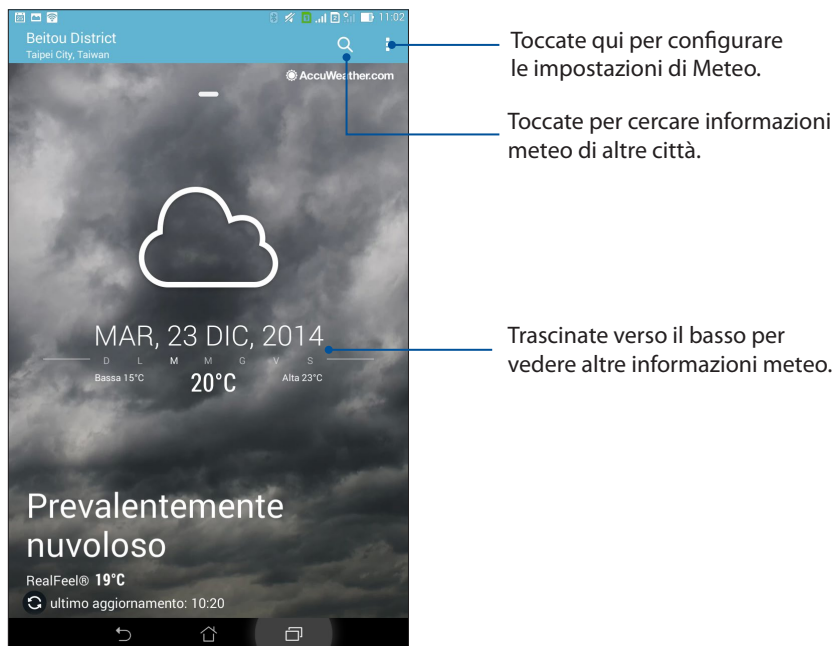 11:02
Beitou District
Taipei City, Taiwan
AccuWeather.com
Toccate qui per configurare
le impostazioni di Meteo.
Toccate per cercare informazioni
meteo di altre città.
MAR, 23 DIC, 2014
D L M M G V S
Bassa 15°C 20°C Alta 23°C
Trascinate verso il basso per
vedere altre informazioni meteo.
Prevalentemente
nuvoloso
RealFeel® 19°C
ultimo aggiornamento: 10:20